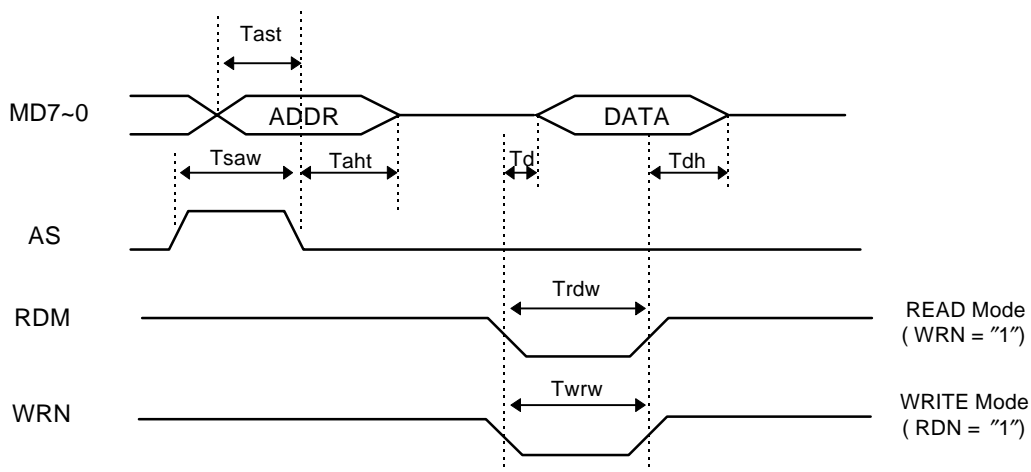 Tast
MD7~0
ADDR
DATA
Tsaw
Taht
Td
Tdh
AS
Trdw
RDM
READ Mode
( WRN = ″1″)
Twrw
WRN
WRITE Mode
( RDN = ″1″)